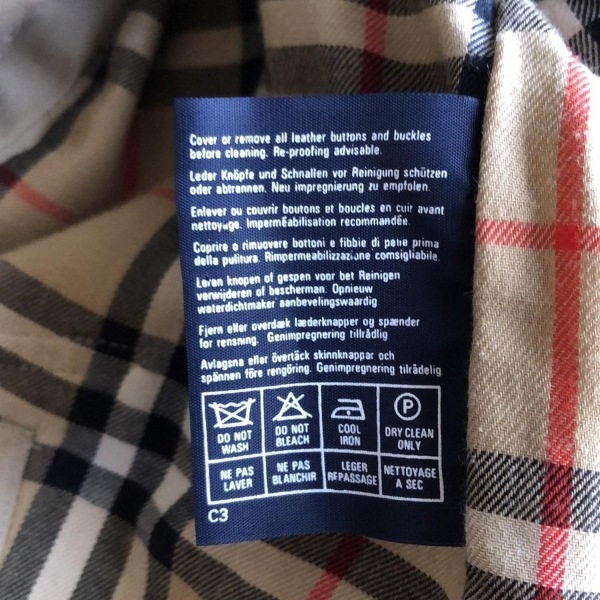 Cover or remove all leather buttons and buckles
before cleaning. Re-proofing advisable.
Leder Knöpfe und Schnallen vor Reinigung schützen
oder abtrennen. Neu impregnierung zu empfolen.
Enlever ou couvrir boutons et boucles en cuir avant
nettoyage. Imperméabilisation recommandée.
Coprire o rimuovere bottoni e fibbie di pelle prima
della pulitura. Rimpermeabilizzazione comsigliabile.
Leren knopen of gespen voor bet Reinigen
verwijderen of bescherman. Opnieuw
waterdichtmaker aanbevelingswaardig
Fjern eller overdæk læderknapper og spænder
for rensning. Genimpregnering tilrådlig
Avlagsna eller övertäck skinnknappar och
spännen före rengöring. Genimpregnering tilrådelig
P
DO NOT WASH
DO NOT BLEACH
COOL IRON
DRY CLEAN ONLY
NE PAS LAVER
NE PAS BLANCHIR
LEGER REPASSAGE
NETTOYAGE A SEC
C3